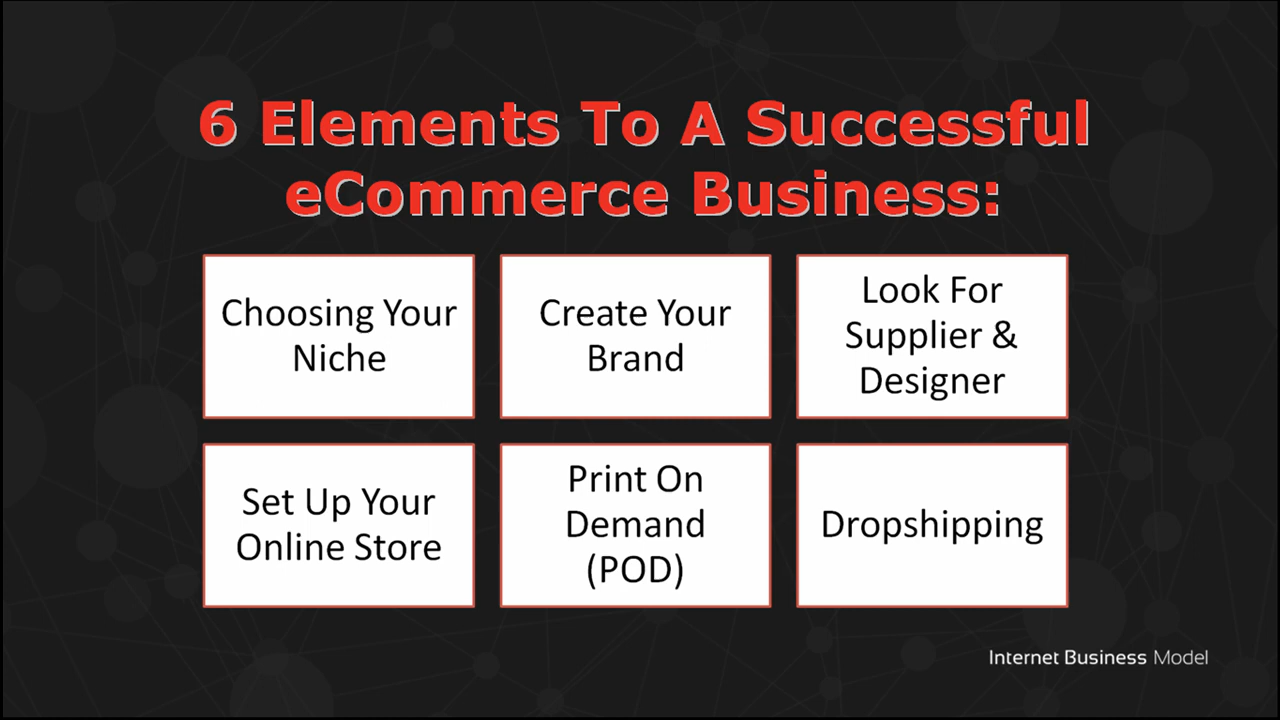 6 Elements To A Successful
eCommerce Business:
Choosing Your
Niche
Create Your
Brand
Look For
Supplier &
Designer
Set Up Your
Online Store
Print On
Demand
(POD)
Dropshipping
Internet Business Model